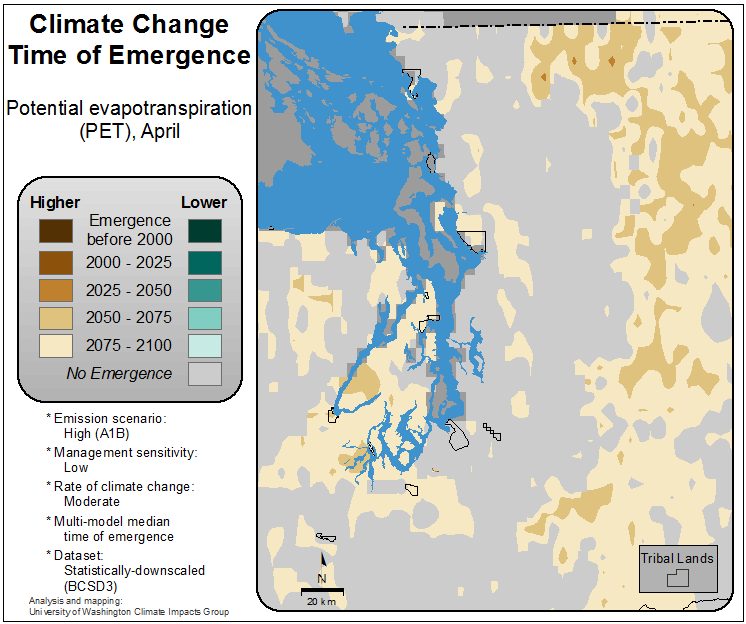 Climate Change
Time of Emergence
Potential evapotranspiration
(PET), April
Higher
Lower
Emergence
before 2000
2000 - 2025
2025 - 2050
2050 - 2075
2075 - 2100
No Emergence
* Emission scenario:
High (A1B)
* Management sensitivity:
Low
* Rate of climate change:
Moderate
* Multi-model median
time of emergence
* Dataset:
Statistically-downscaled
(BCSD3)
Analysis and mapping:
University of Washington Climate Impacts Group
N
20 km
Tribal Lands